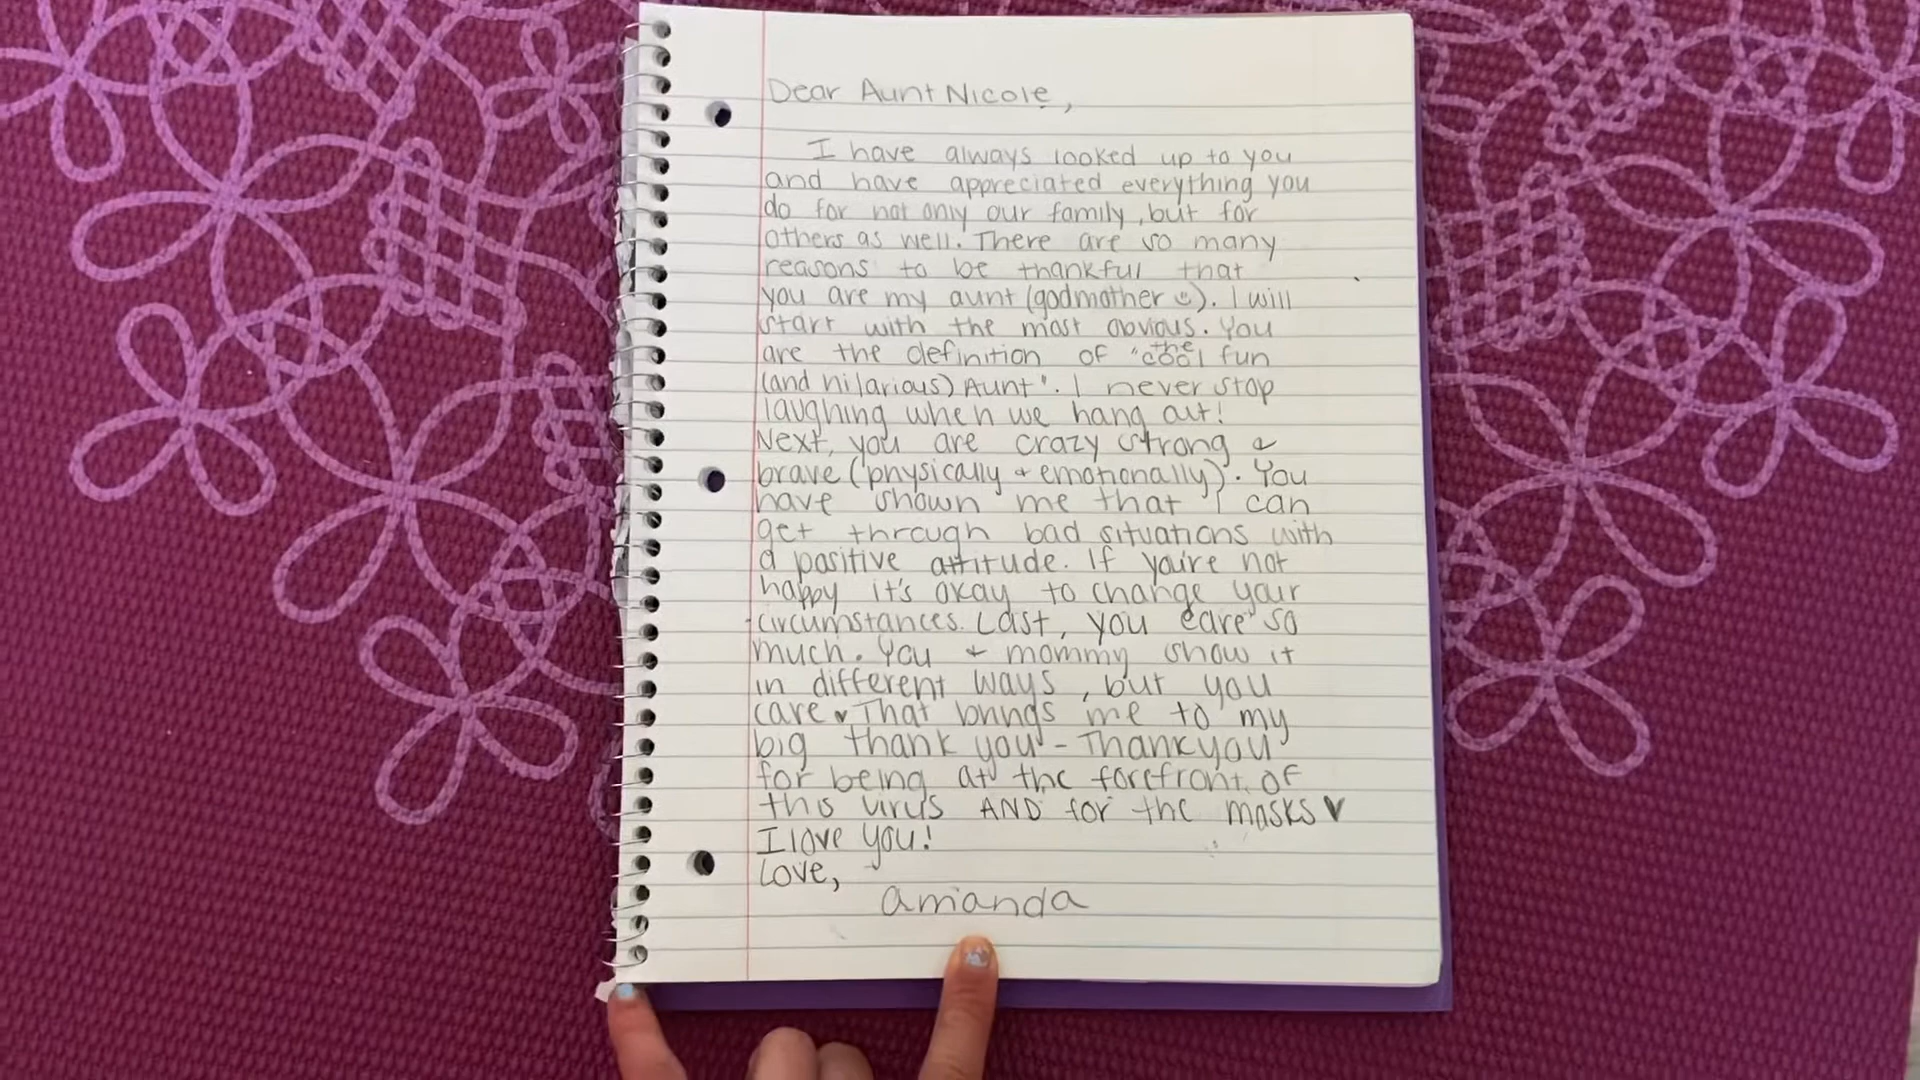 Dear Aunt Nicole,
I have always looked up to you
and have appreciated everything you
do for not only our family, but for
others as well. There are so many
reasons to be thankful that
you are my aunt (godmother ☺). I will
start with the most obvious. You
are the definition of "the cool fun
(and hilarious) Aunt". I never stop
laughing when we hang out!
Next, you are crazy strong &
brave (physically + emotionally). You
have shown me that I can
get through bad situations with
a positive attitude. If you're not
happy it's okay to change your
circumstances. Last, you care so
much. You + mommy show it
in different ways, but you
care ♥ That brings me to my
big thank you - Thank you
for being at the forefront of
this virus AND for the masks ♥
I love you!
Love,
amanda